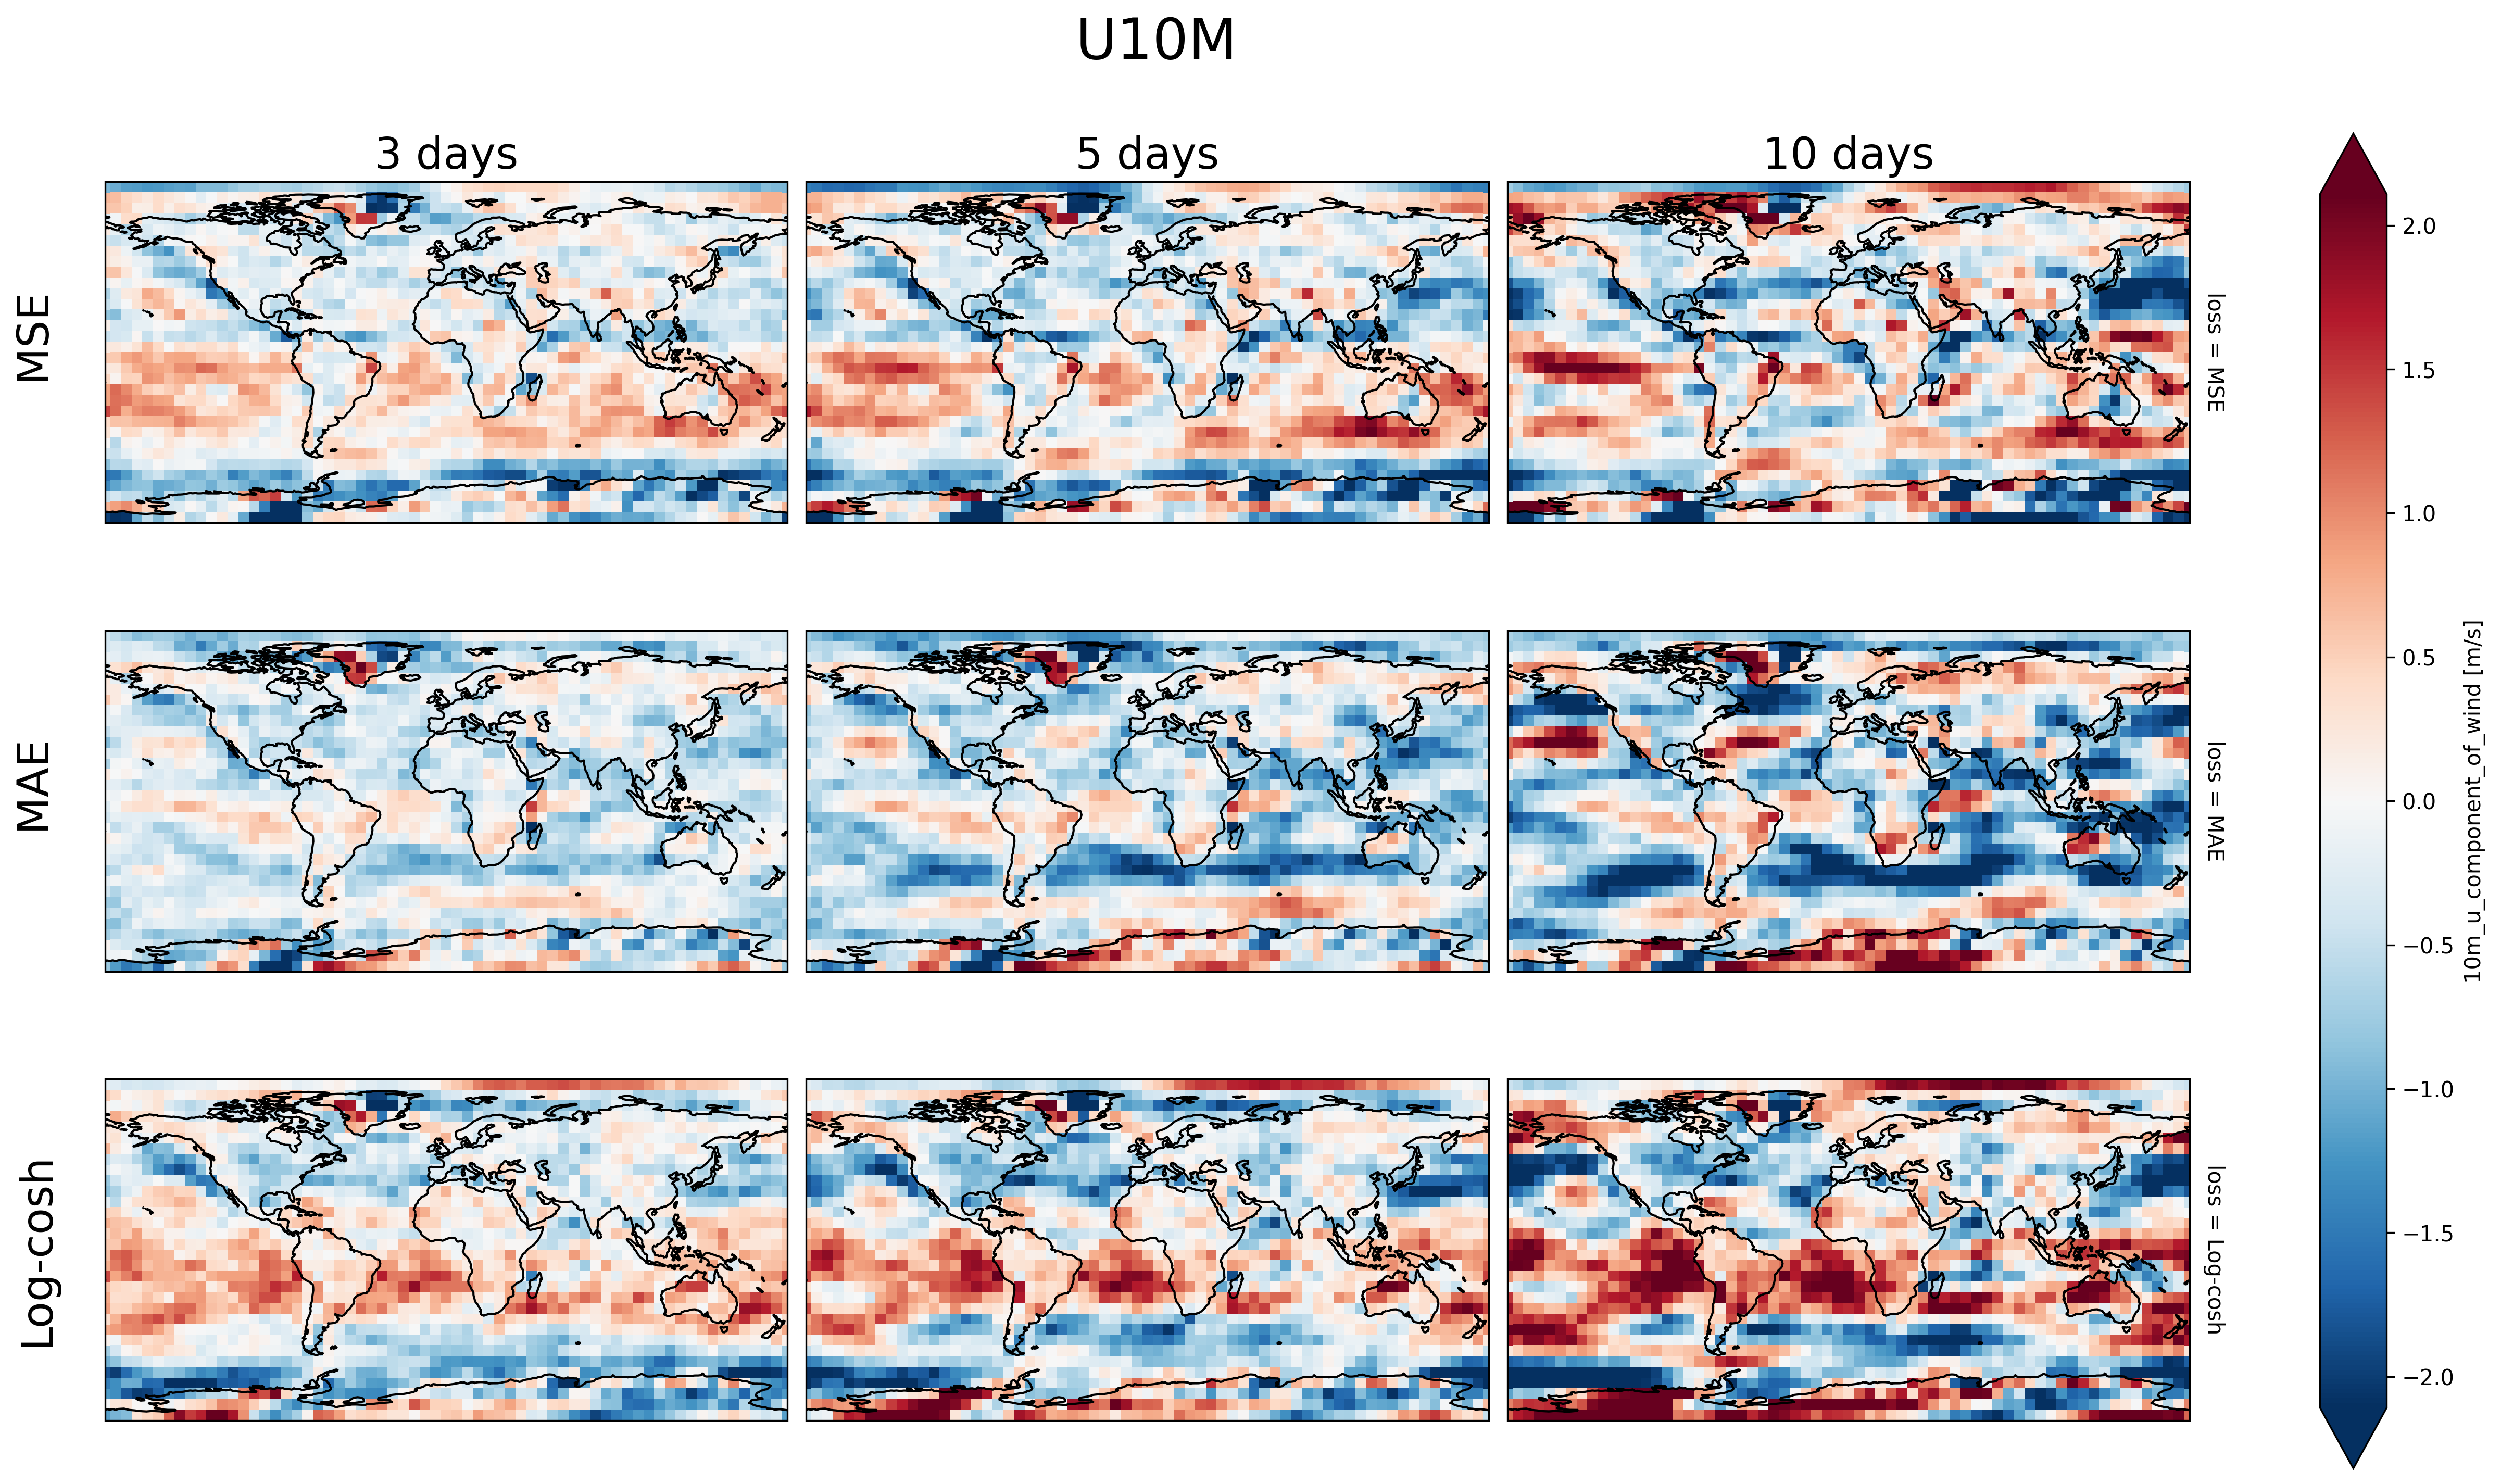 U10M
3 days
5 days
10 days
MSE
loss = MSE
MAE
loss = MAE
Log-cosh
loss = Log-cosh
2.0
1.5
1.0
0.5
0.0
−0.5
−1.0
−1.5
−2.0
10m_u_component_of_wind [m/s]